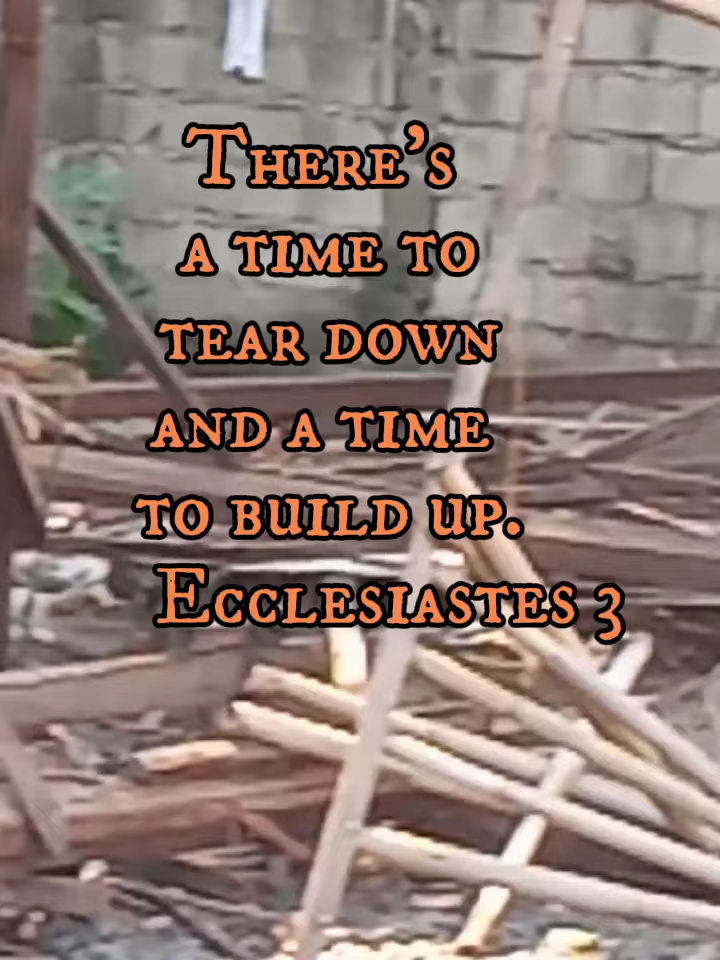 There's
a time to
tear down
and a time
to build up.
Ecclesiastes 3